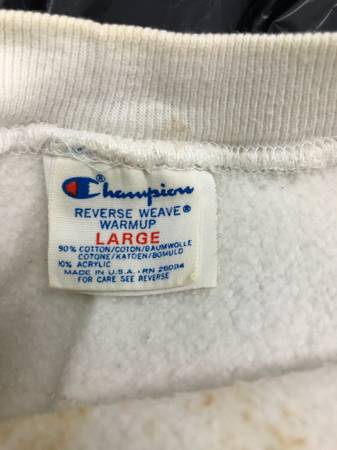 Champion®
REVERSE WEAVE®
WARMUP
LARGE
90% COTTON/COTON/BAUMWOLLE
COTONE/KATOEN/BOMULD
10% ACRYLIC
MADE IN U.S.A. · RN 26094
FOR CARE SEE REVERSE